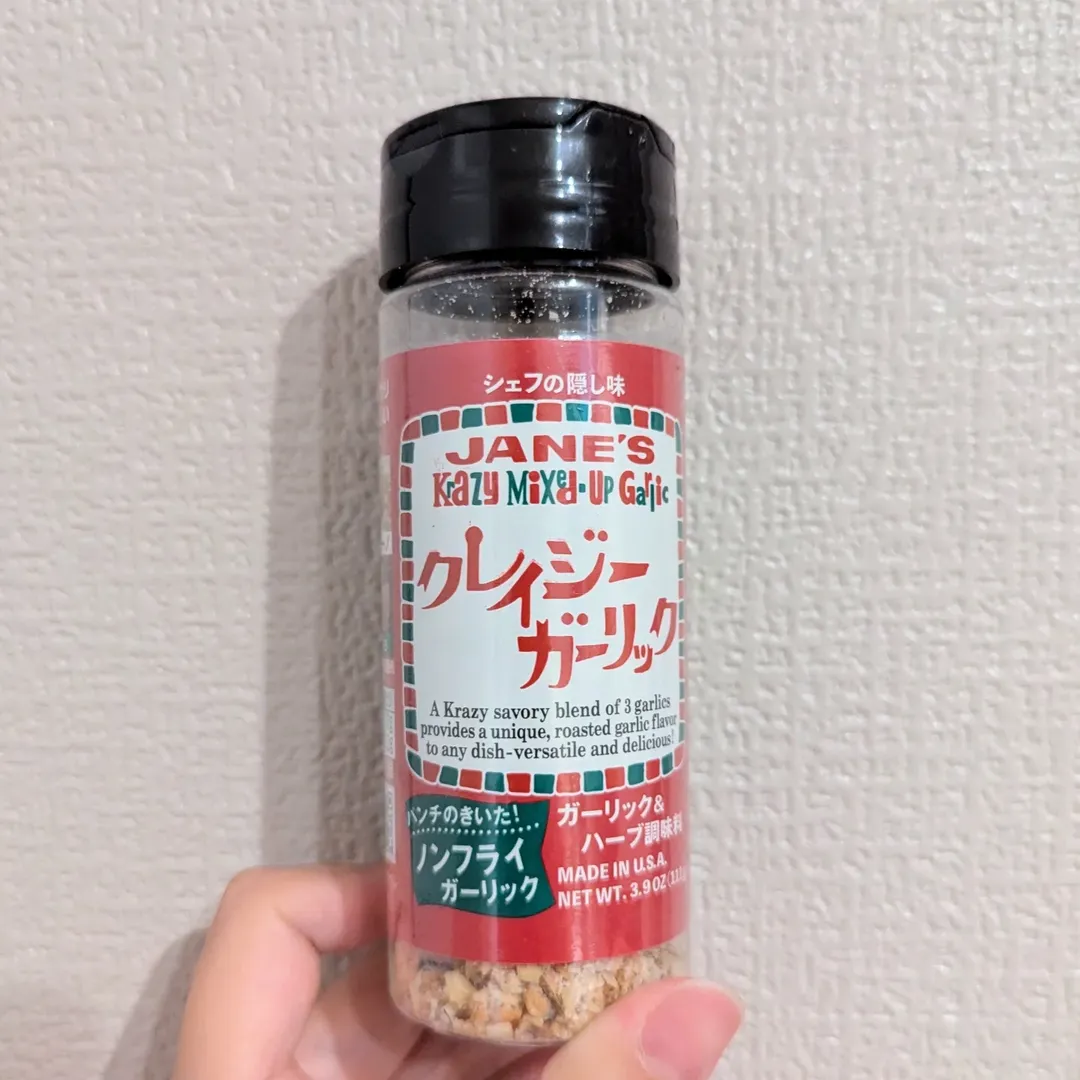 シェフの隠し味
JANE'S
Krazy Mixed-Up Garlic
クレイジー
ガーリック
A Krazy savory blend of 3 garlics
provides a unique, roasted garlic flavor
to any dish-versatile and delicious!
パンチのきいた!
ノンフライ
ガーリック
ガーリック&
ハーブ調味料
MADE IN U.S.A.
NET WT. 3.9 OZ